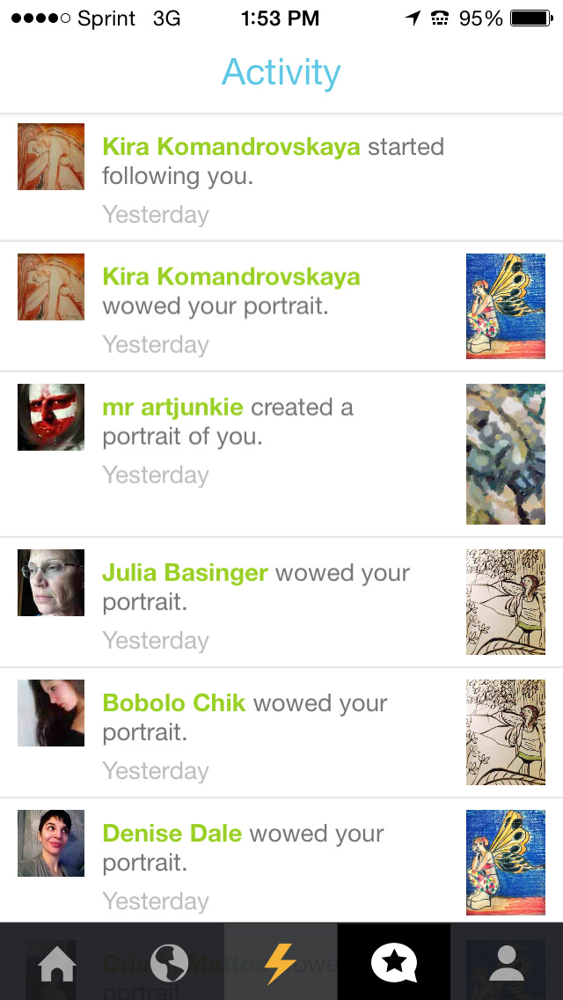 Sprint 3G 1:53 PM 95%
Activity
Kira Komandrovskaya started
following you.
Yesterday
Kira Komandrovskaya
wowed your portrait.
Yesterday
mr artjunkie created a
portrait of you.
Yesterday
Julia Basinger wowed your
portrait.
Yesterday
Bobolo Chik wowed your
portrait.
Yesterday
Denise Dale wowed your
portrait.
Yesterday
Mattos
portrait.